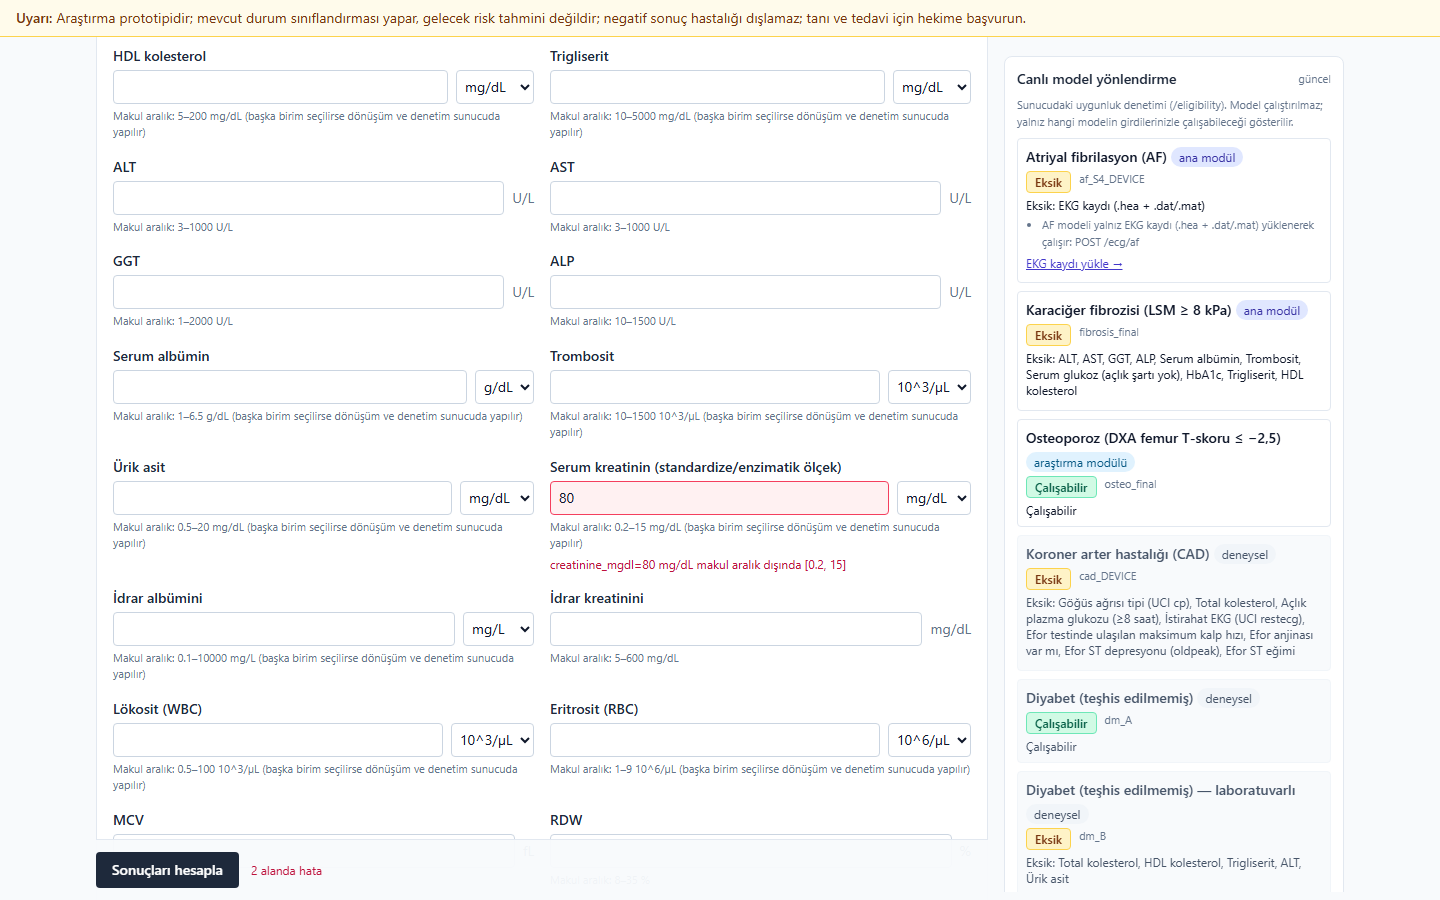 Uyarı: Araştırma prototipidir; mevcut durum sınıflandırması yapar, gelecek risk tahmini değildir; negatif sonuç hastalığı dışlamaz; tanı ve tedavi için hekime başvurun.
HDL kolesterol
mg/dL
Makul aralık: 5–200 mg/dL (başka birim seçilirse dönüşüm ve denetim sunucuda
yapılır)
Trigliserit
mg/dL
Makul aralık: 10–5000 mg/dL (başka birim seçilirse dönüşüm ve denetim sunucuda
yapılır)
ALT
U/L
Makul aralık: 3–1000 U/L
AST
U/L
Makul aralık: 3–1000 U/L
GGT
U/L
Makul aralık: 1–2000 U/L
ALP
U/L
Makul aralık: 10–1500 U/L
Serum albümin
g/dL
Makul aralık: 1–6.5 g/dL (başka birim seçilirse dönüşüm ve denetim sunucuda yapılır)
Trombosit
10^3/µL
Makul aralık: 10–1500 10^3/µL (başka birim seçilirse dönüşüm ve denetim sunucuda
yapılır)
Ürik asit
mg/dL
Makul aralık: 0.5–20 mg/dL (başka birim seçilirse dönüşüm ve denetim sunucuda
yapılır)
Serum kreatinin (standardize/enzimatik ölçek)
80
mg/dL
Makul aralık: 0.2–15 mg/dL (başka birim seçilirse dönüşüm ve denetim sunucuda
yapılır)
creatinine_mgdl=80 mg/dL makul aralık dışında [0.2, 15]
İdrar albümini
mg/L
Makul aralık: 0.1–10000 mg/L (başka birim seçilirse dönüşüm ve denetim sunucuda
yapılır)
İdrar kreatinini
mg/dL
Makul aralık: 5–600 mg/dL
Lökosit (WBC)
10^3/µL
Makul aralık: 0.5–100 10^3/µL (başka birim seçilirse dönüşüm ve denetim sunucuda
yapılır)
Eritrosit (RBC)
10^6/µL
Makul aralık: 1–9 10^6/µL (başka birim seçilirse dönüşüm ve denetim sunucuda yapılır)
MCV
fL
RDW
%
Sonuçları hesapla
2 alanda hata
Canlı model yönlendirme
güncel
Sunucudaki uygunluk denetimi (/eligibility). Model çalıştırılmaz;
yalnız hangi modelin girdilerinizle çalışabileceği gösterilir.
Atriyal fibrilasyon (AF) ana modül
Eksik af_S4_DEVICE
Eksik: EKG kaydı (.hea + .dat/.mat)
• AF modeli yalnız EKG kaydı (.hea + .dat/.mat) yüklenerek
çalışır: POST /ecg/af
EKG kaydı yükle →
Karaciğer fibrozisi (LSM ≥ 8 kPa) ana modül
Eksik fibrosis_final
Eksik: ALT, AST, GGT, ALP, Serum albümin, Trombosit,
Serum glukoz (açlık şartı yok), HbA1c, Trigliserit, HDL
kolesterol
Osteoporoz (DXA femur T-skoru ≤ −2,5)
araştırma modülü
Çalışabilir osteo_final
Çalışabilir
Koroner arter hastalığı (CAD) deneysel
Eksik cad_DEVICE
Eksik: Göğüs ağrısı tipi (UCI cp), Total kolesterol, Açlık
plazma glukozu (≥8 saat), İstirahat EKG (UCI restecg),
Efor testinde ulaşılan maksimum kalp hızı, Efor anjinası
var mı, Efor ST depresyonu (oldpeak), Efor ST eğimi
Diyabet (teşhis edilmemiş) deneysel
Çalışabilir dm_A
Çalışabilir
Diyabet (teşhis edilmemiş) — laboratuvarlı
deneysel
Eksik dm_B
Eksik: Total kolesterol, HDL kolesterol, Trigliserit, ALT,
Ürik asit